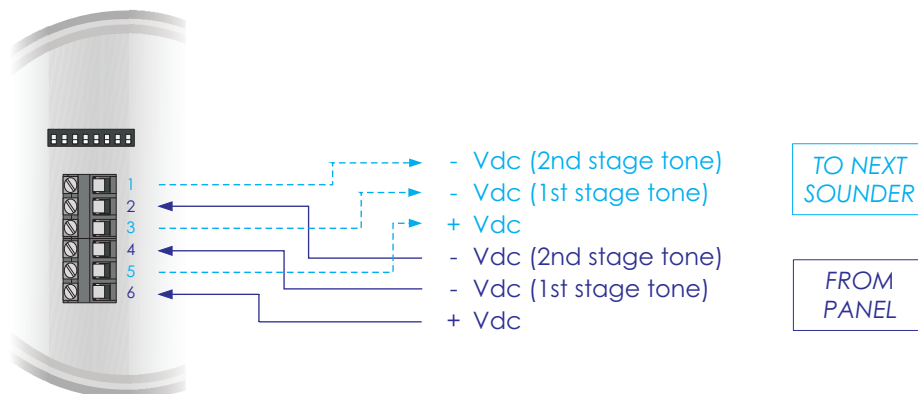 1
2
3
4
5
6
- Vdc (2nd stage tone)
- Vdc (1st stage tone)
+ Vdc
- Vdc (2nd stage tone)
- Vdc (1st stage tone)
+ Vdc
TO NEXT
SOUNDER
FROM
PANEL